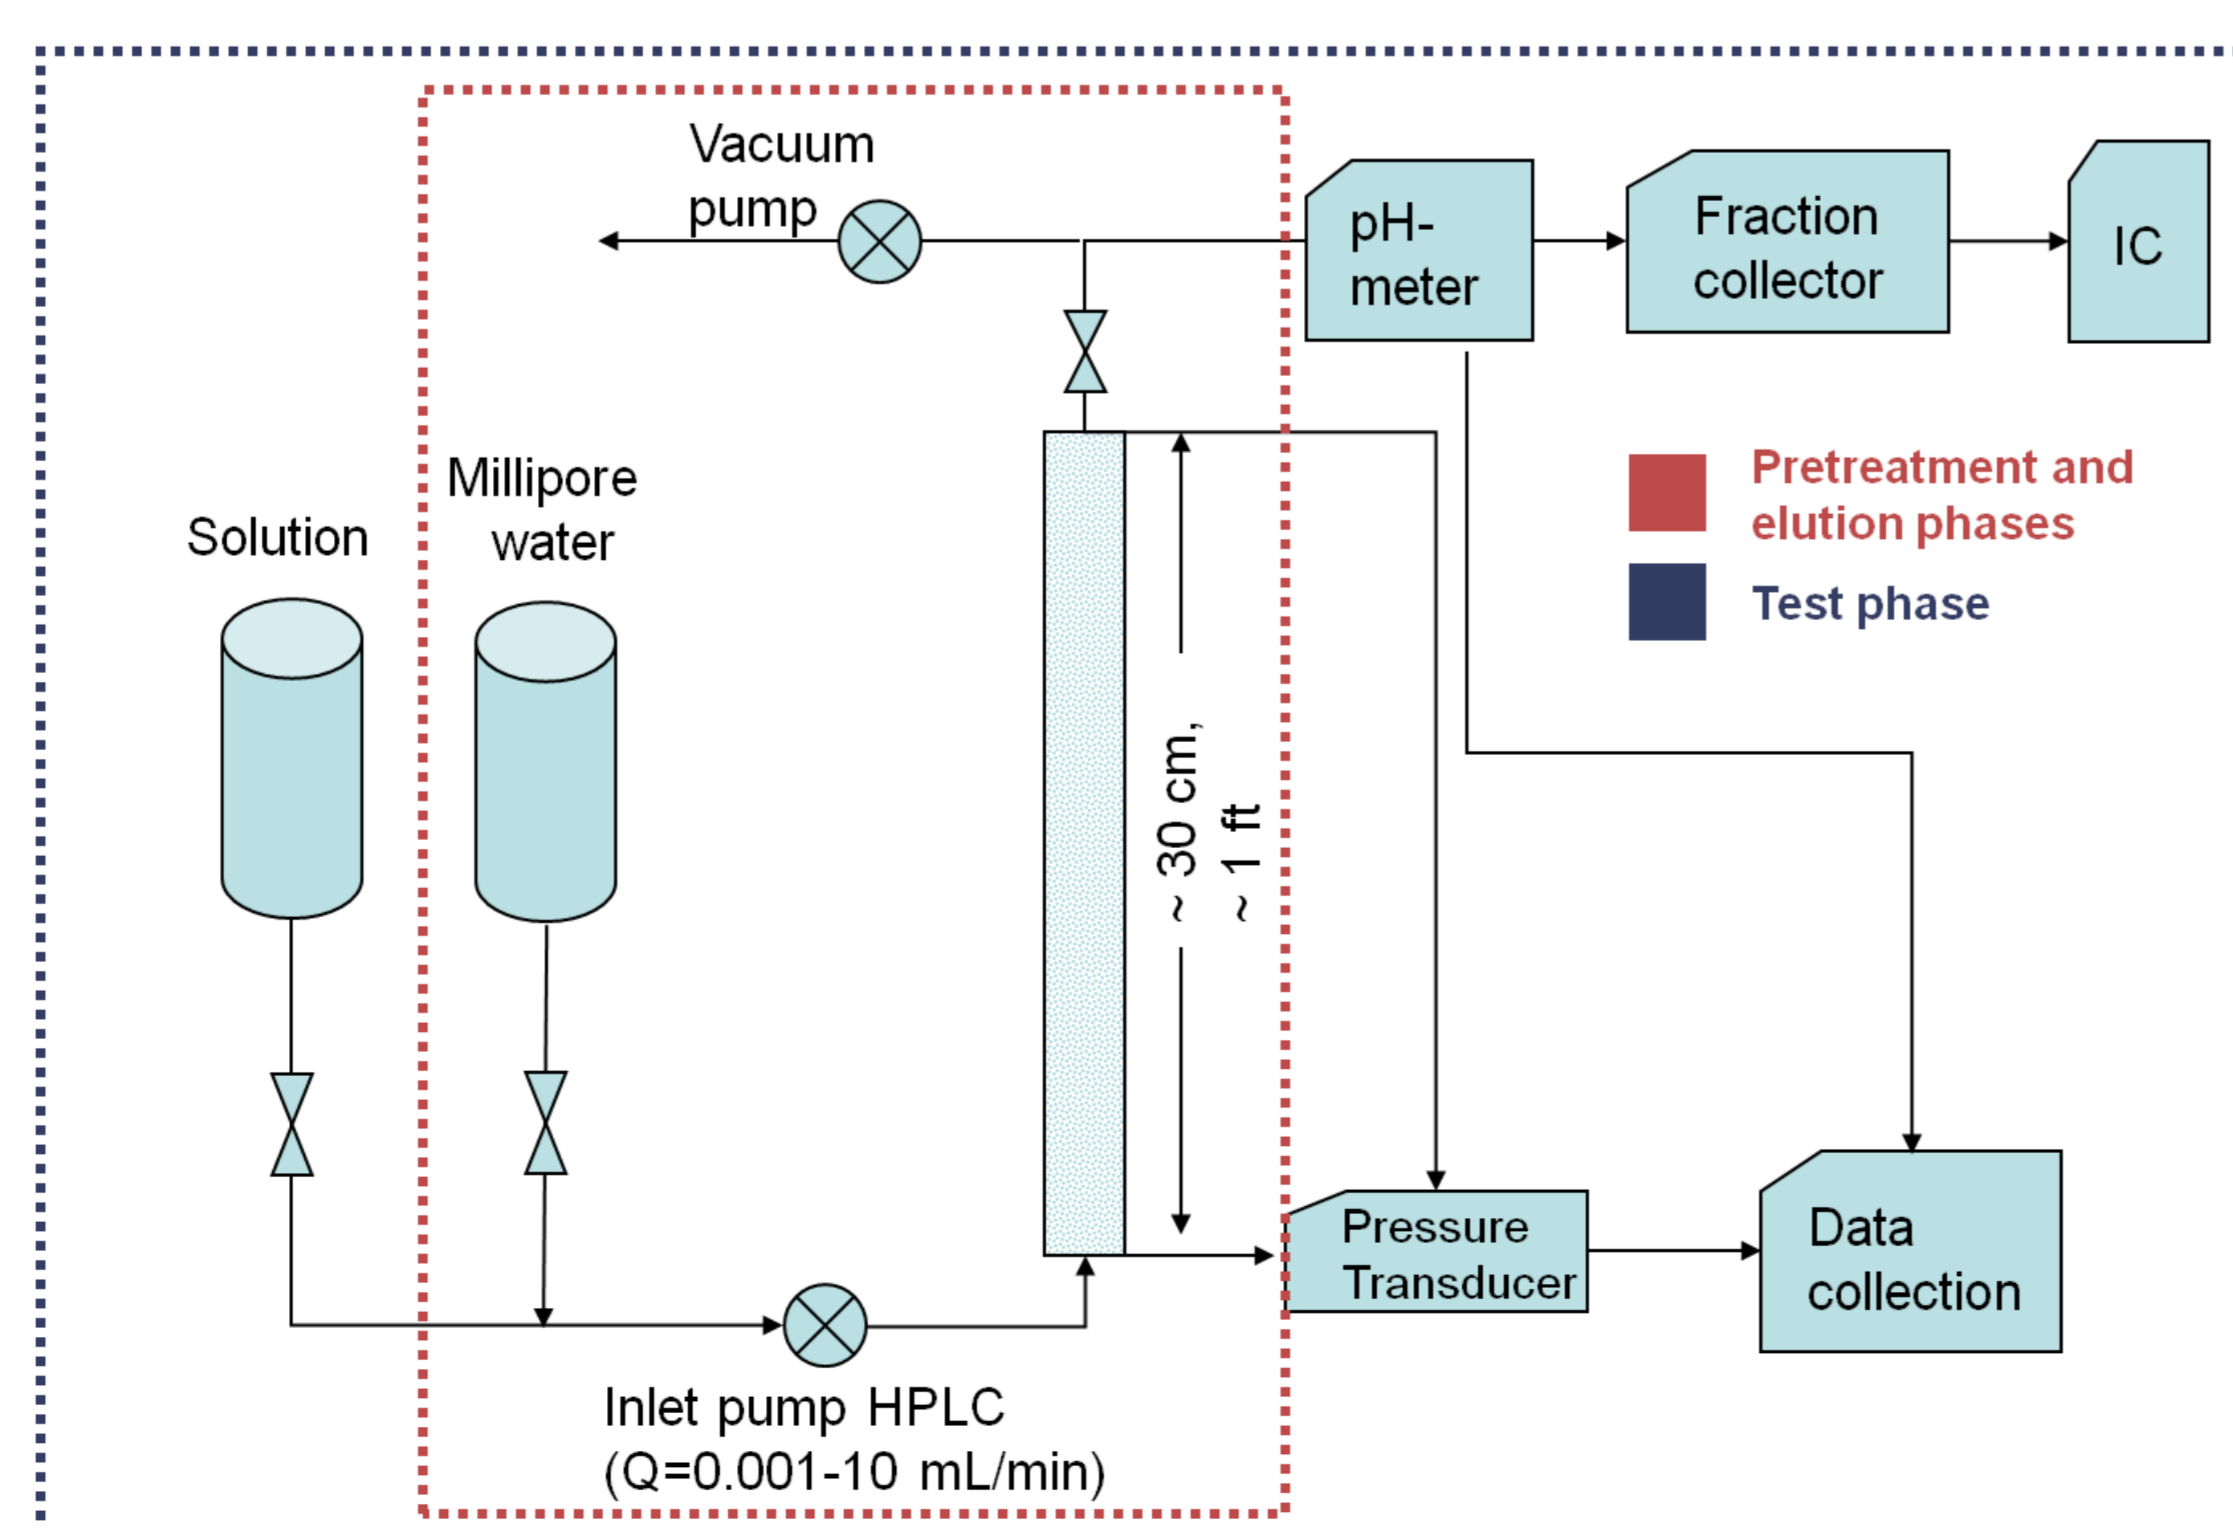 Vacuum
pump
pH-
meter
Fraction
collector
IC
Pretreatment and
elution phases
Test phase
Millipore
water
Solution
~ 30 cm,
~ 1 ft
Pressure
Transducer
Data
collection
Inlet pump HPLC
(Q=0.001-10 mL/min)